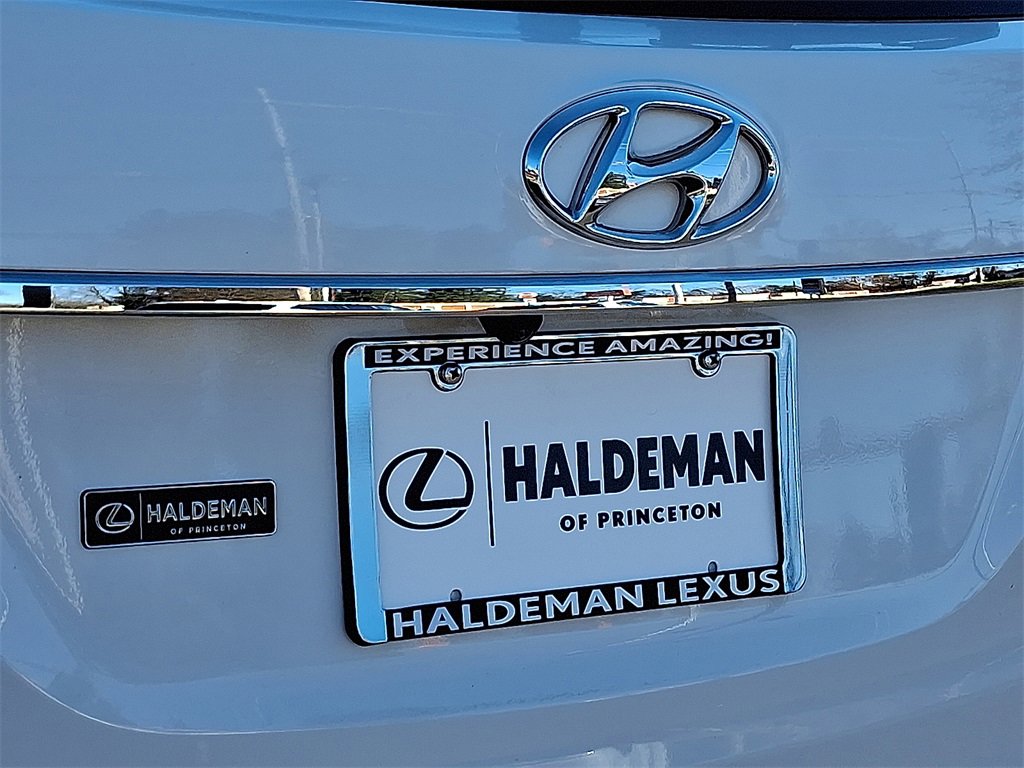 EXPERIENCE AMAZING!
HALDEMAN
OF PRINCETON
HALDEMAN LEXUS
HALDEMAN
OF PRINCETON